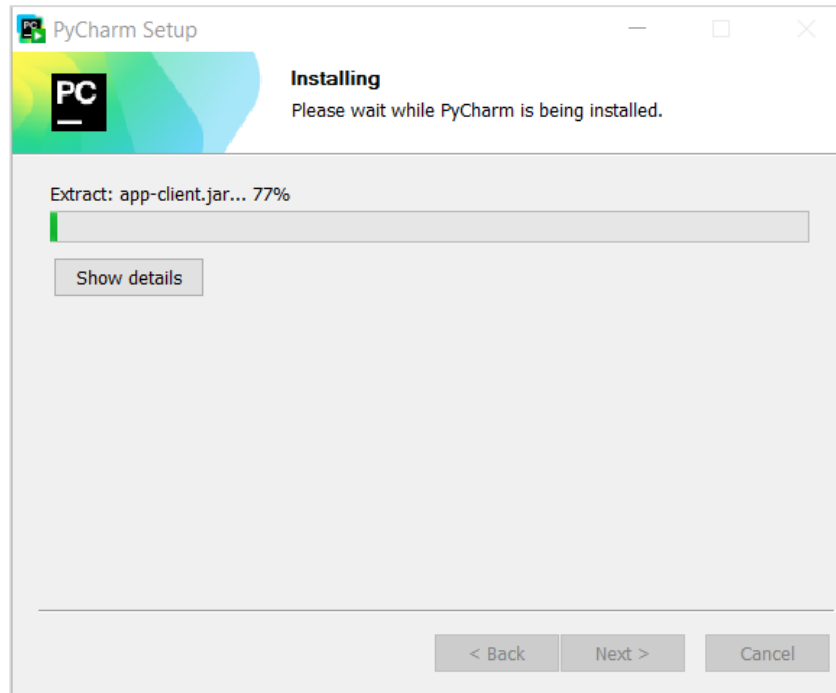 PC PyCharm Setup
PC
Installing
Please wait while PyCharm is being installed.
Extract: app-client.jar... 77%
Show details
< Back
Next >
Cancel